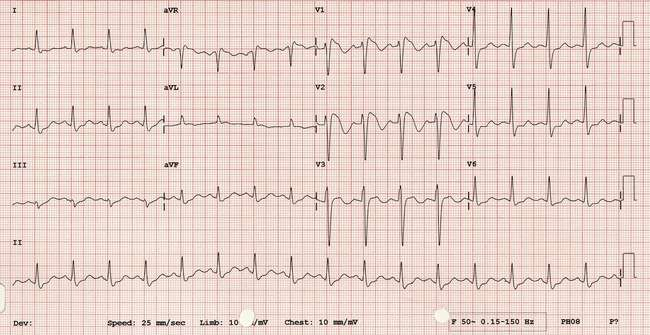 I aVR V1 V4
II aVL V2 V5
III aVF V3 V6
II
Dev: Speed: 25 mm/sec Limb: 10 /mV Chest: 10 mm/mV F 50~ 0.15-150 Hz PH08 P?